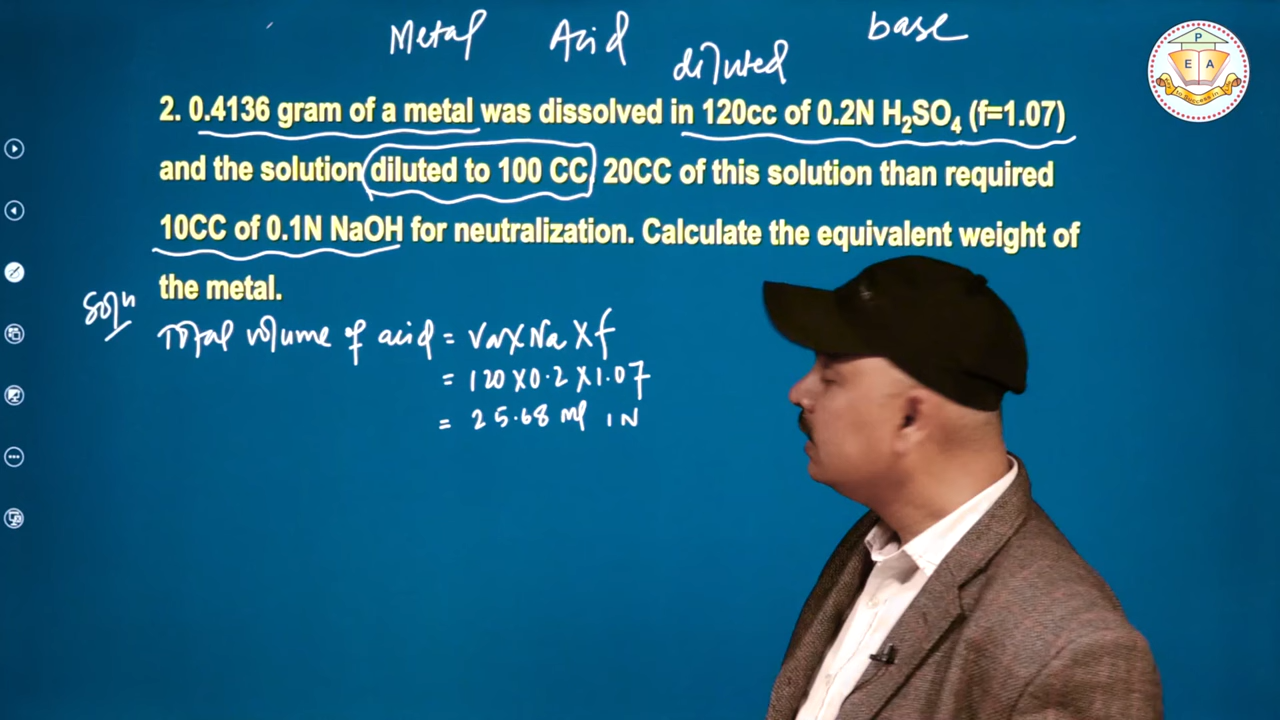 Metal Acid diluted base
P
E A
to Success in
2. 0.4136 gram of a metal was dissolved in 120cc of 0.2N H₂SO₄ (f=1.07)
and the solution diluted to 100 CC, 20CC of this solution than required
10CC of 0.1N NaOH for neutralization. Calculate the equivalent weight of
the metal.
Soln
Total volume of acid = Va×Na×f
= 120×0.2×1.07
= 25.68 ml 1N